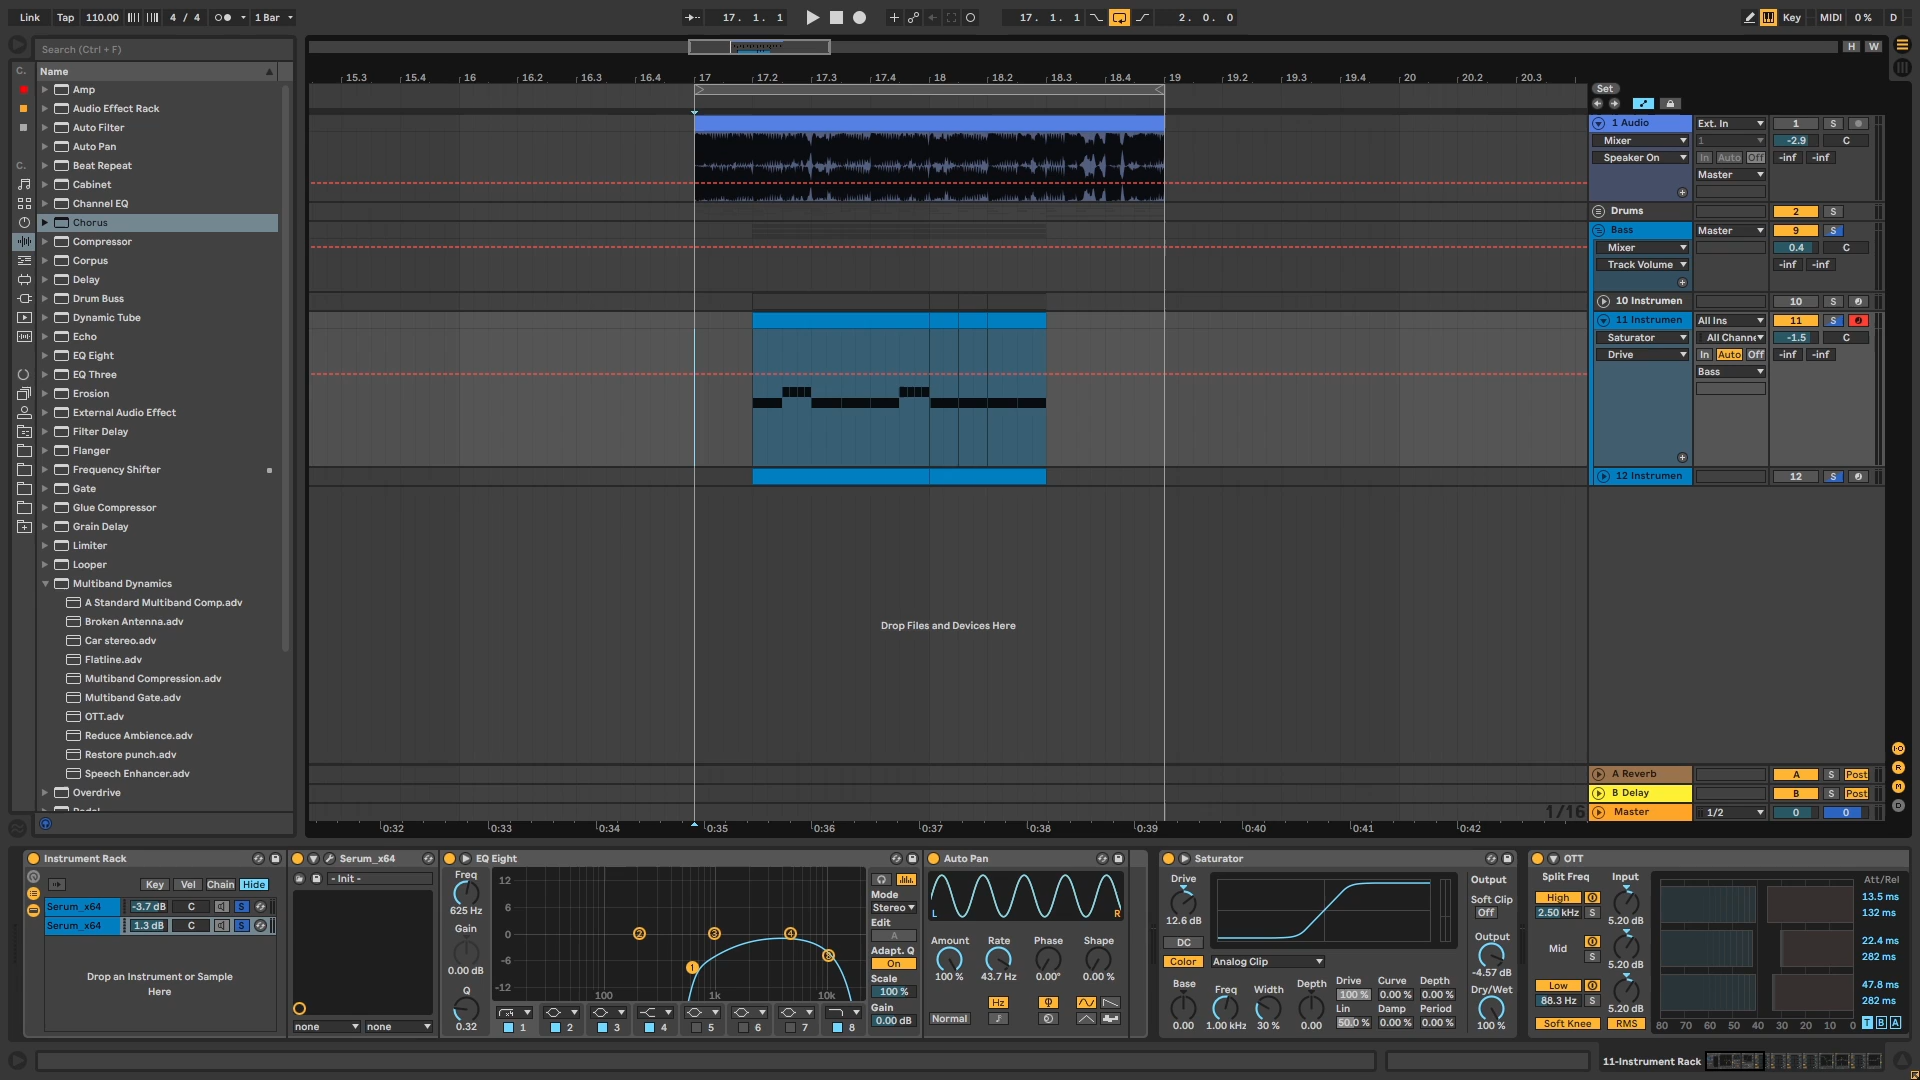 Link Tap 110.00 4 / 4 1 Bar 17. 1. 1 17. 1. 1 2. 0. 0 Key MIDI 0 % D
Search (Ctrl + F)
H W
C.
Name
Amp
Audio Effect Rack
Auto Filter
Auto Pan
C.
Beat Repeat
Cabinet
Channel EQ
Chorus
Compressor
Corpus
Delay
Drum Buss
Dynamic Tube
Echo
EQ Eight
EQ Three
Erosion
External Audio Effect
Filter Delay
Flanger
Frequency Shifter
Gate
Glue Compressor
Grain Delay
Limiter
Looper
Multiband Dynamics
A Standard Multiband Comp.adv
Broken Antenna.adv
Car stereo.adv
Flatline.adv
Multiband Compression.adv
Multiband Gate.adv
OTT.adv
Reduce Ambience.adv
Restore punch.adv
Speech Enhancer.adv
Overdrive
15.3 15.4 16 16.2 16.3 16.4 17 17.2 17.3 17.4 18 18.2 18.3 18.4 19 19.2 19.3 19.4 20 20.2 20.3
Drop Files and Devices Here
1/16
0:32 0:33 0:34 0:35 0:36 0:37 0:38 0:39 0:40 0:41 0:42
Set
1 Audio Ext. In 1 S
Mixer 1 -2.9 C
Speaker On In Auto Off -inf -inf
Master
Drums 2 S
Bass Master 9 S
Mixer 0.4 C
Track Volume -inf -inf
10 Instrumen 10 S
11 Instrumen All Ins 11 S
Saturator All Channe -1.5 C
Drive In Auto Off -inf -inf
Bass
12 Instrumen 12 S
A Reverb A S Post
B Delay B S Post
Master 1/2 0 0
I·O
R
M
D
Instrument Rack
Key Vel Chain Hide
Serum_x64 -3.7 dB C S
Serum_x64 1.3 dB C S
Drop an Instrument or Sample
Here
Serum_x64
- Init -
none none
EQ Eight
Freq
625 Hz
Gain
0.00 dB
Q
0.32
12
6
0
-6
-12
100 1k 10k
1 2 3 4 8
1 2 3 4 5 6 7 8
Mode
Stereo
Edit
A
Adapt. Q
On
Scale
100 %
Gain
0.00 dB
Auto Pan
L R
Amount Rate Phase Shape
100 % 43.7 Hz 0.00° 0.00 %
Hz
Normal
Saturator
Drive
12.6 dB
DC
Color Analog Clip
Base Freq Width Depth
0.00 1.00 kHz 30 % 0.00
Drive Curve Depth
100 % 0.00 % 0.00 %
Lin Damp Period
50.0 % 0.00 % 0.00 %
Output
Soft Clip
Off
Output
-4.57 dB
Dry/Wet
100 %
OTT
Split Freq Input
High
2.50 kHz S 5.20 dB
Mid
S 5.20 dB
Low
88.3 Hz S 5.20 dB
Soft Knee RMS
80 70 60 50 40 30 20 10 0
Att/Rel
13.5 ms
132 ms
22.4 ms
282 ms
47.8 ms
282 ms
T B A
11-Instrument Rack